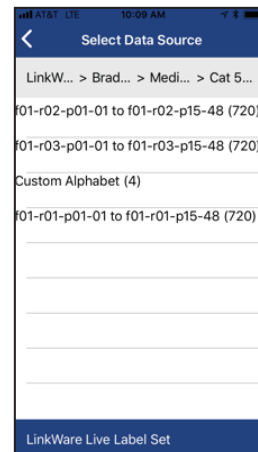 AT&T LTE 10:09 AM
Select Data Source
LinkW... > Brad... > Medi... > Cat 5...
f01-r02-p01-01 to f01-r02-p15-48 (720)
f01-r03-p01-01 to f01-r03-p15-48 (720)
Custom Alphabet (4)
f01-r01-p01-01 to f01-r01-p15-48 (720)
LinkWare Live Label Set